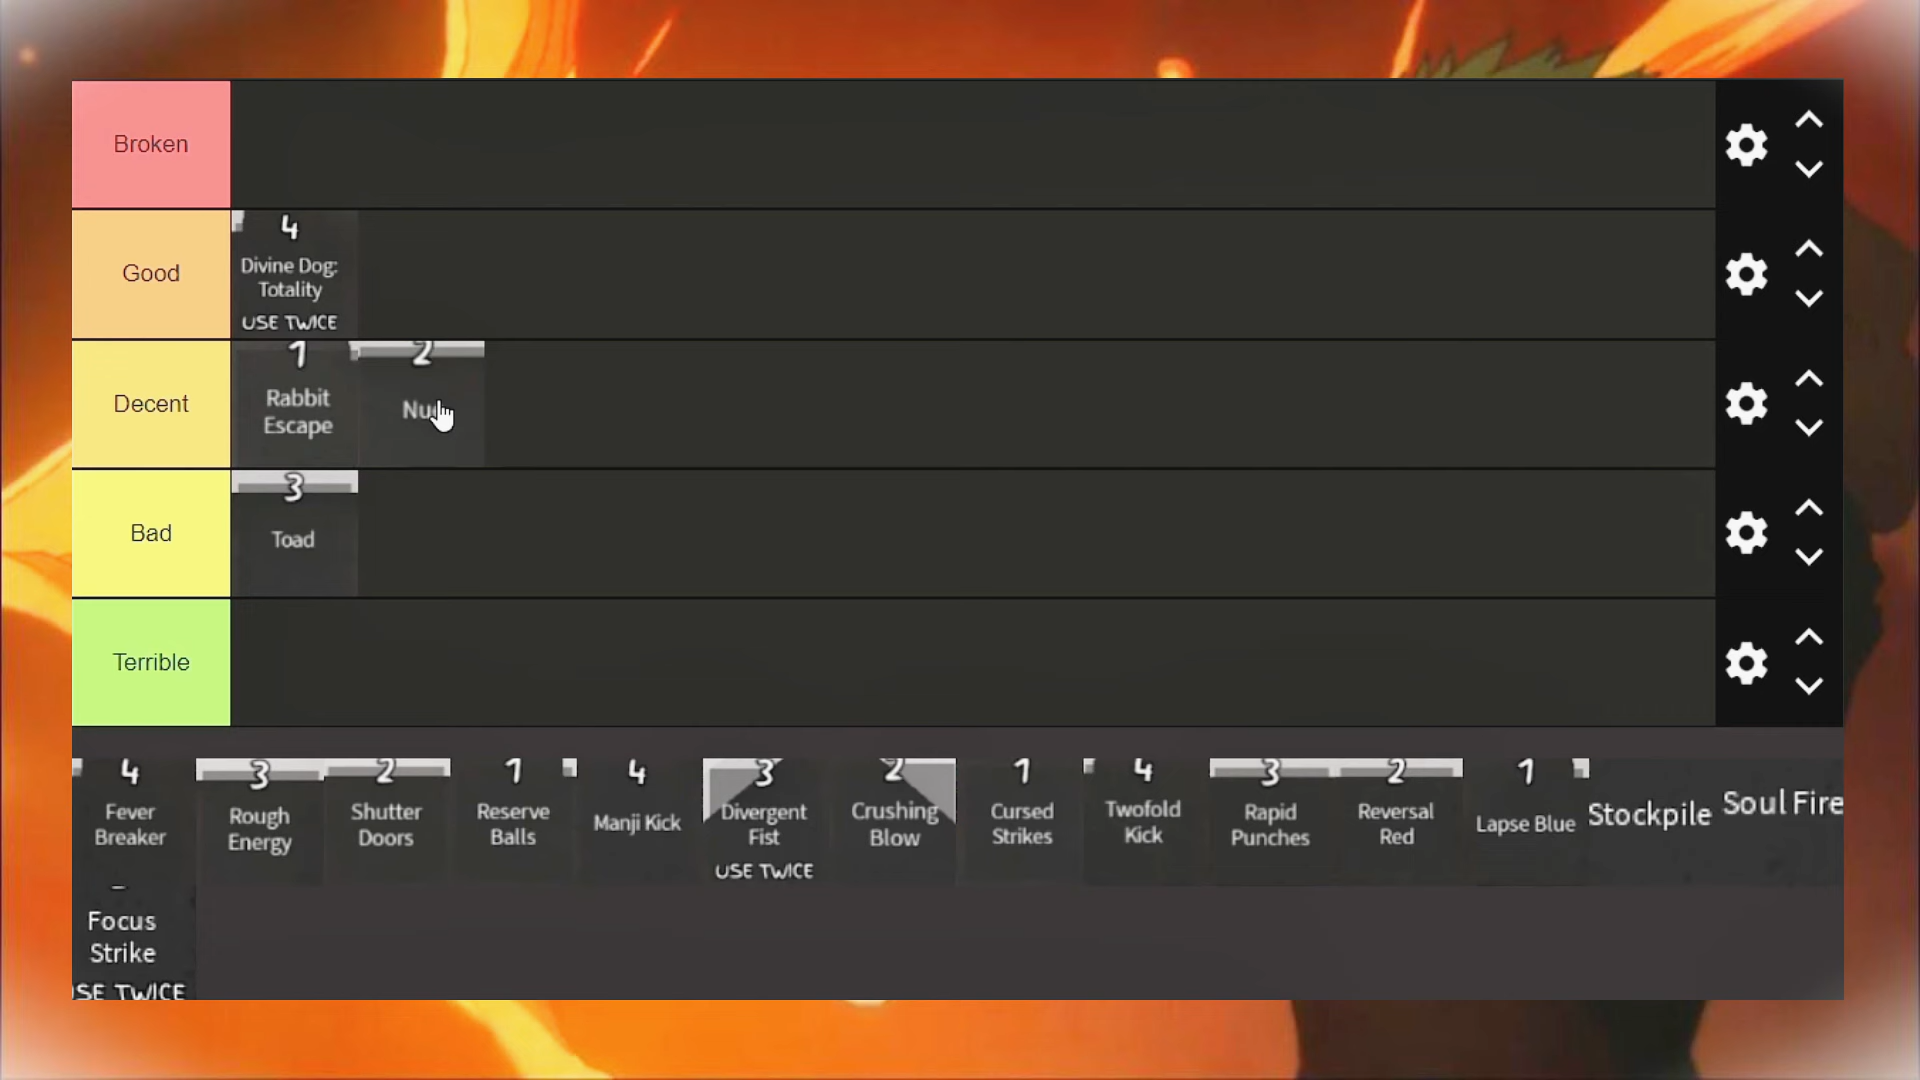 Broken
Good
4
Divine Dog:
Totality
USE TWICE
Decent
1
Rabbit
Escape
2
Bad
3
Toad
Terrible
4
Fever
Breaker
3
Rough
Energy
2
Shutter
Doors
1
Reserve
Balls
4
Manji Kick
3
Divergent
Fist
USE TWICE
2
Crushing
Blow
1
Cursed
Strikes
4
Twofold
Kick
3
Rapid
Punches
2
Reversal
Red
1
Lapse Blue
Stockpile
Soul Fire
Focus
Strike
USE TWICE